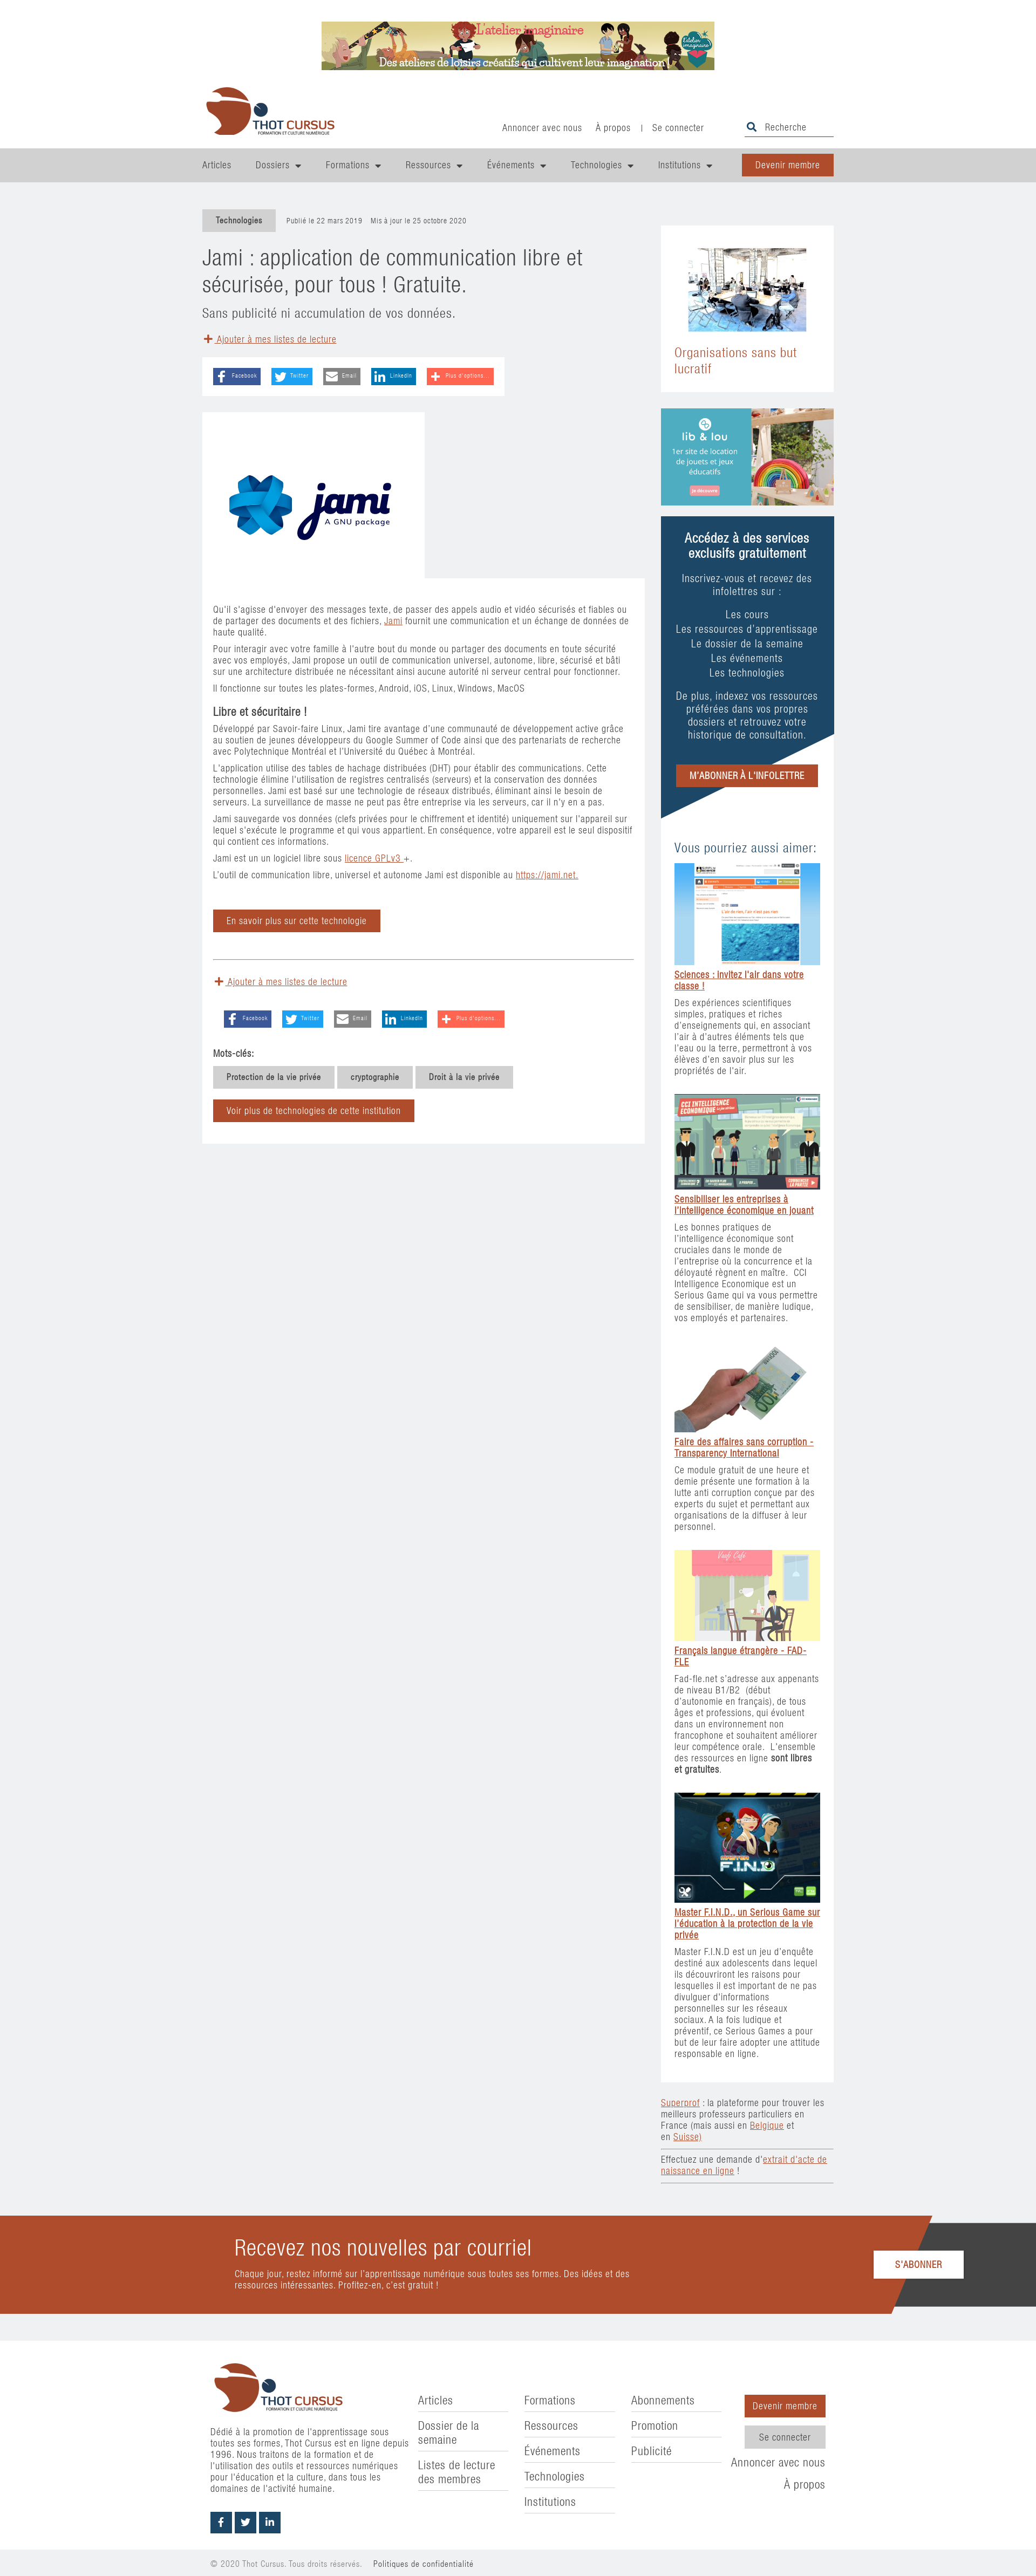 L'atelier imaginaire
Des ateliers de loisirs créatifs qui cultivent leur imagination !
THOT CURSUS
FORMATION ET CULTURE NUMÉRIQUE
Annoncer avec nous
À propos
|
Se connecter
Recherche
Articles
Dossiers
Formations
Ressources
Événements
Technologies
Institutions
Devenir membre
Technologies
Publié le 22 mars 2019
Mis à jour le 25 octobre 2020
Jami : application de communication libre et
sécurisée, pour tous ! Gratuite.
Sans publicité ni accumulation de vos données.
Ajouter à mes listes de lecture
Facebook
Twitter
Email
LinkedIn
Plus d'options...
jami
A GNU package
Qu'il s'agisse d'envoyer des messages texte, de passer des appels audio et vidéo sécurisés et fiables ou
de partager des documents et des fichiers, Jami fournit une communication et un échange de données de
haute qualité.
Pour interagir avec votre famille à l'autre bout du monde ou partager des documents en toute sécurité
avec vos employés, Jami propose un outil de communication universel, autonome, libre, sécurisé et bâti
sur une architecture distribuée ne nécessitant ainsi aucune autorité ni serveur central pour fonctionner.
Il fonctionne sur toutes les plates-formes, Android, iOS, Linux, Windows, MacOS
Libre et sécuritaire !
Développé par Savoir-faire Linux, Jami tire avantage d'une communauté de développement active grâce
au soutien de jeunes développeurs du Google Summer of Code ainsi que des partenariats de recherche
avec Polytechnique Montréal et l'Université du Québec à Montréal.
L'application utilise des tables de hachage distribuées (DHT) pour établir des communications. Cette
technologie élimine l'utilisation de registres centralisés (serveurs) et la conservation des données
personnelles. Jami est basé sur une technologie de réseaux distribués, éliminant ainsi le besoin de
serveurs. La surveillance de masse ne peut pas être entreprise via les serveurs, car il n'y en a pas.
Jami sauvegarde vos données (clefs privées pour le chiffrement et identité) uniquement sur l'appareil sur
lequel s'exécute le programme et qui vous appartient. En conséquence, votre appareil est le seul dispositif
qui contient ces informations.
Jami est un un logiciel libre sous licence GPLv3 +.
L'outil de communication libre, universel et autonome Jami est disponible au https://jami.net.
En savoir plus sur cette technologie
Ajouter à mes listes de lecture
Facebook
Twitter
Email
LinkedIn
Plus d'options...
Mots-clés:
Protection de la vie privée
cryptographie
Droit à la vie privée
Voir plus de technologies de cette institution
Organisations sans but
lucratif
lib & lou
1er site de location
de jouets et jeux
éducatifs
Je découvre
Accédez à des services
exclusifs gratuitement
Inscrivez-vous et recevez des
infolettres sur :
Les cours
Les ressources d'apprentissage
Le dossier de la semaine
Les événements
Les technologies
De plus, indexez vos ressources
préférées dans vos propres
dossiers et retrouvez votre
historique de consultation.
M'ABONNER À L'INFOLETTRE
Vous pourriez aussi aimer:
L'air de rien, l'air n'est pas rien
Sciences : invitez l'air dans votre
classe !
Des expériences scientifiques
simples, pratiques et riches
d'enseignements qui, en associant
l'air à d'autres éléments tels que
l'eau ou la terre, permettront à vos
élèves d'en savoir plus sur les
propriétés de l'air.
CCI INTELLIGENCE
ECONOMIQUE
Sensibiliser les entreprises à
l'intelligence économique en jouant
Les bonnes pratiques de
l'intelligence économique sont
cruciales dans le monde de
l'entreprise où la concurrence et la
déloyauté règnent en maître.  CCI
Intelligence Economique est un
Serious Game qui va vous permettre
de sensibiliser, de manière ludique,
vos employés et partenaires.
100
Faire des affaires sans corruption -
Transparency International
Ce module gratuit de une heure et
demie présente une formation à la
lutte anti corruption conçue par des
experts du sujet et permettant aux
organisations de la diffuser à leur
personnel.
Français langue étrangère - FAD-
FLE
Fad-fle.net s'adresse aux appenants
de niveau B1/B2  (début
d'autonomie en français), de tous
âges et professions, qui évoluent
dans un environnement non
francophone et souhaitent améliorer
leur compétence orale.  L'ensemble
des ressources en ligne sont libres
et gratuites.
F.I.N.D
Master F.I.N.D., un Serious Game sur
l'éducation à la protection de la vie
privée
Master F.I.N.D est un jeu d'enquête
destiné aux adolescents dans lequel
ils découvriront les raisons pour
lesquelles il est important de ne pas
divulguer d'informations
personnelles sur les réseaux
sociaux. A la fois ludique et
préventif, ce Serious Games a pour
but de leur faire adopter une attitude
responsable en ligne.
Superprof : la plateforme pour trouver les
meilleurs professeurs particuliers en
France (mais aussi en Belgique et
en Suisse)
Effectuez une demande d'extrait d'acte de
naissance en ligne !
Recevez nos nouvelles par courriel
Chaque jour, restez informé sur l'apprentissage numérique sous toutes ses formes. Des idées et des
ressources intéressantes. Profitez-en, c'est gratuit !
S'ABONNER
THOT CURSUS
FORMATION ET CULTURE NUMÉRIQUE
Dédié à la promotion de l'apprentissage sous
toutes ses formes, Thot Cursus est en ligne depuis
1996. Nous traitons de la formation et de
l'utilisation des outils et ressources numériques
pour l'éducation et la culture, dans tous les
domaines de l'activité humaine.
Articles
Dossier de la
semaine
Listes de lecture
des membres
Formations
Ressources
Événements
Technologies
Institutions
Abonnements
Promotion
Publicité
Devenir membre
Se connecter
Annoncer avec nous
À propos
© 2020 Thot Cursus. Tous droits réservés.
Politiques de confidentialité